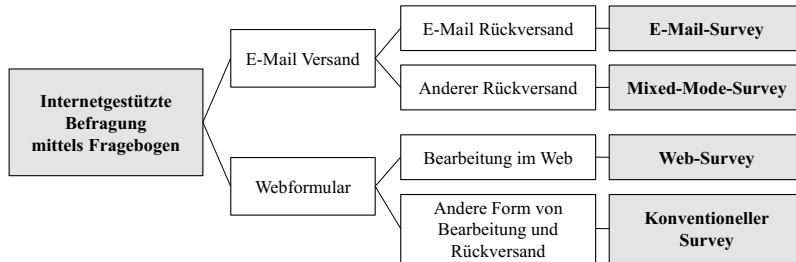 E-Mail Rückversand
E-Mail-Survey
E-Mail Versand
Anderer Rückversand
Mixed-Mode-Survey
Internetgestützte
Befragung
mittels Fragebogen
Bearbeitung im Web
Web-Survey
Webformular
Andere Form von
Bearbeitung und
Rückversand
Konventioneller
Survey